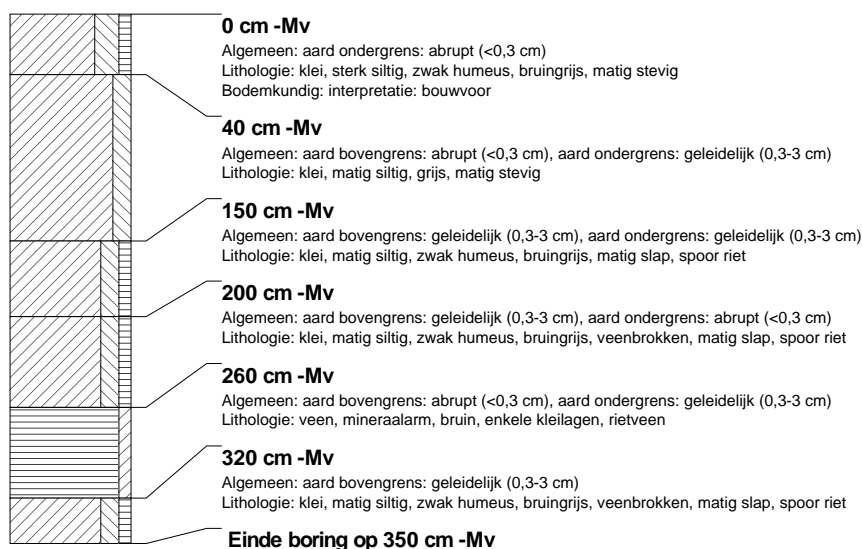 0 cm -Mv
Algemeen: aard ondergrens: abrupt (<0,3 cm)
Lithologie: klei, sterk siltig, zwak humeus, bruingrijs, matig stevig
Bodemkundig: interpretatie: bouwvoor
40 cm -Mv
Algemeen: aard bovengrens: abrupt (<0,3 cm), aard ondergrens: geleidelijk (0,3-3 cm)
Lithologie: klei, matig siltig, grijs, matig stevig
150 cm -Mv
Algemeen: aard bovengrens: geleidelijk (0,3-3 cm), aard ondergrens: geleidelijk (0,3-3 cm)
Lithologie: klei, matig siltig, zwak humeus, bruingrijs, matig slap, spoor riet
200 cm -Mv
Algemeen: aard bovengrens: geleidelijk (0,3-3 cm), aard ondergrens: abrupt (<0,3 cm)
Lithologie: klei, matig siltig, zwak humeus, bruingrijs, veenbrokken, matig slap, spoor riet
260 cm -Mv
Algemeen: aard bovengrens: abrupt (<0,3 cm), aard ondergrens: geleidelijk (0,3-3 cm)
Lithologie: veen, mineraalarm, bruin, enkele kleilagen, rietveen
320 cm -Mv
Algemeen: aard bovengrens: geleidelijk (0,3-3 cm)
Lithologie: klei, matig siltig, zwak humeus, bruingrijs, veenbrokken, matig slap, spoor riet
Einde boring op 350 cm -Mv